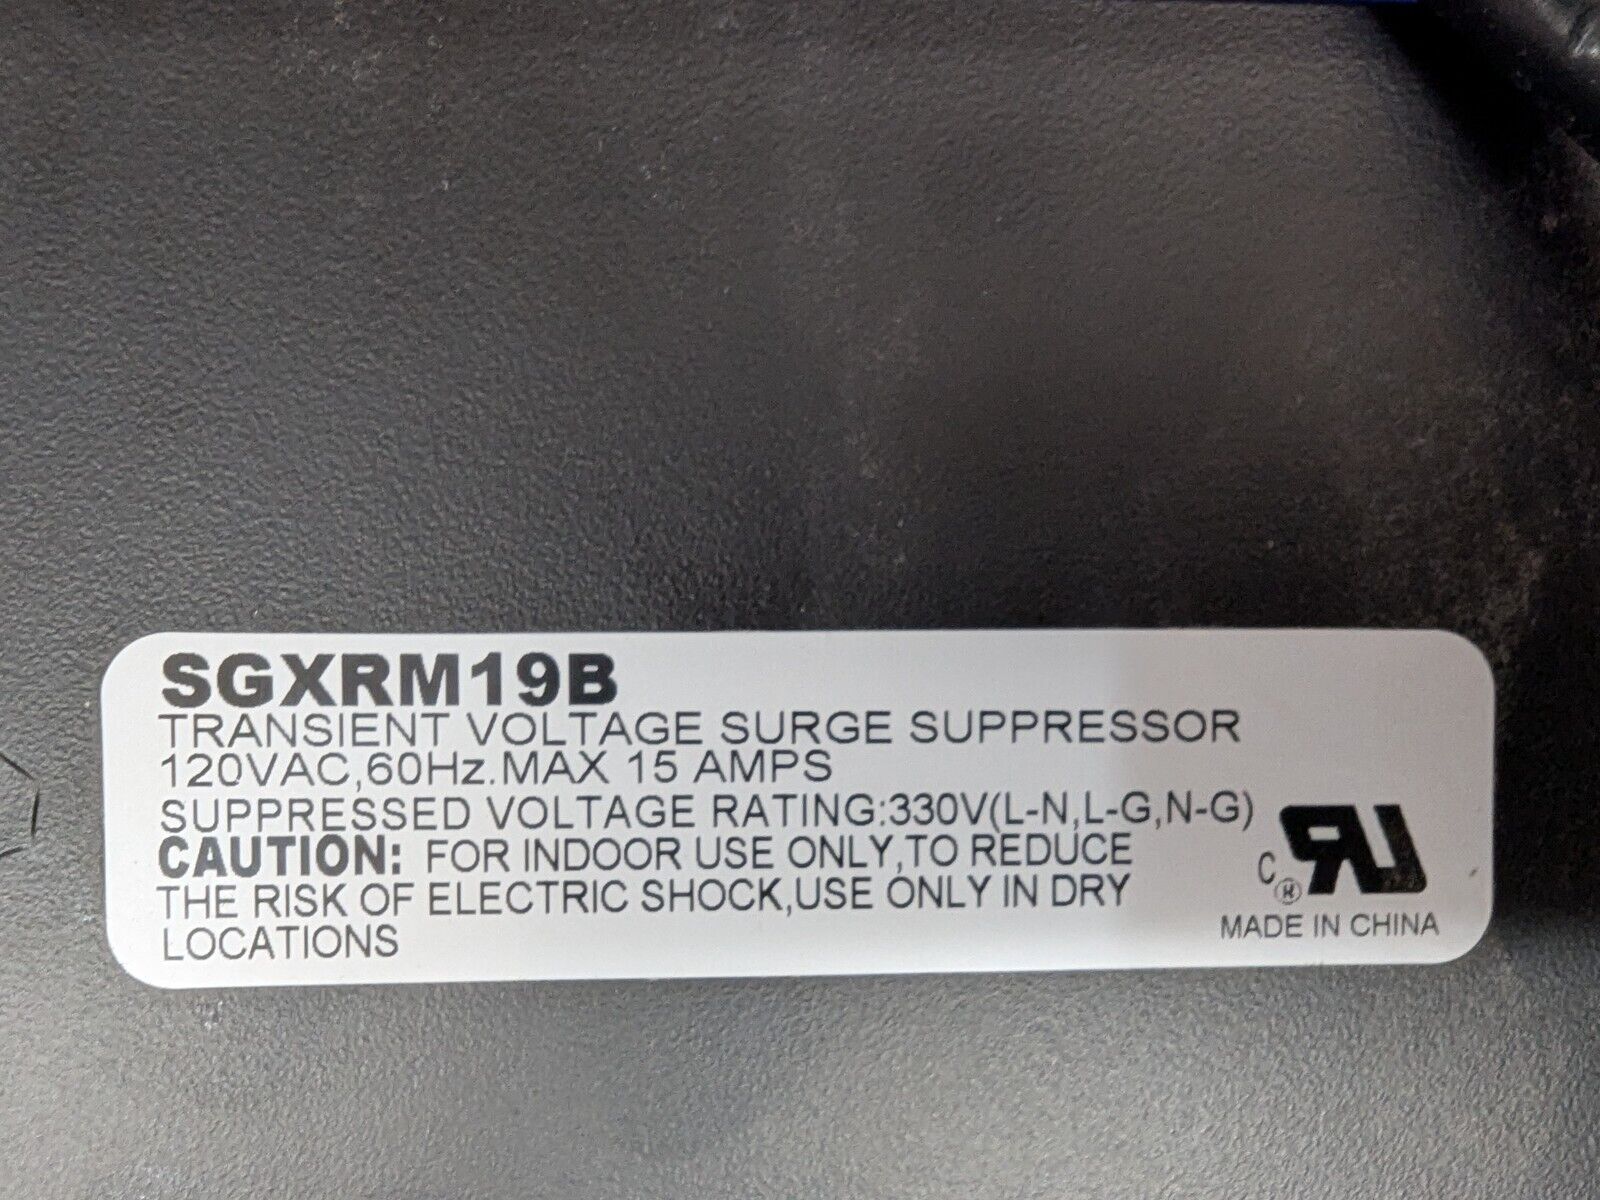 SGXRM19B
TRANSIENT VOLTAGE SURGE SUPPRESSOR
120VAC,60Hz.MAX 15 AMPS
SUPPRESSED VOLTAGE RATING:330V(L-N,L-G,N-G)
CAUTION: FOR INDOOR USE ONLY,TO REDUCE
THE RISK OF ELECTRIC SHOCK,USE ONLY IN DRY
LOCATIONS
C RU ®
MADE IN CHINA